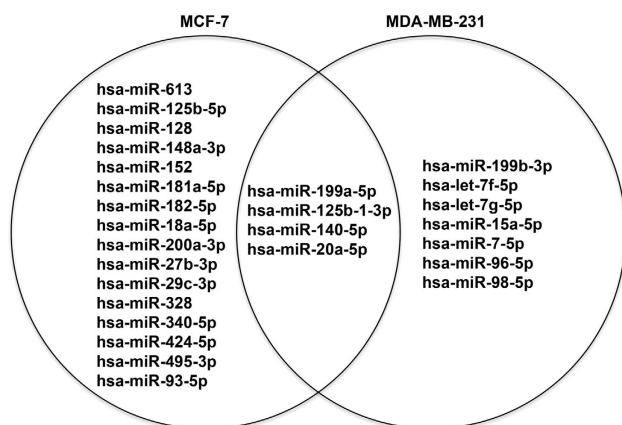 MCF-7
MDA-MB-231
hsa-miR-613
hsa-miR-125b-5p
hsa-miR-128
hsa-miR-148a-3p
hsa-miR-152
hsa-miR-181a-5p
hsa-miR-182-5p
hsa-miR-18a-5p
hsa-miR-200a-3p
hsa-miR-27b-3p
hsa-miR-29c-3p
hsa-miR-328
hsa-miR-340-5p
hsa-miR-424-5p
hsa-miR-495-3p
hsa-miR-93-5p
hsa-miR-199a-5p
hsa-miR-125b-1-3p
hsa-miR-140-5p
hsa-miR-20a-5p
hsa-miR-199b-3p
hsa-let-7f-5p
hsa-let-7g-5p
hsa-miR-15a-5p
hsa-miR-7-5p
hsa-miR-96-5p
hsa-miR-98-5p